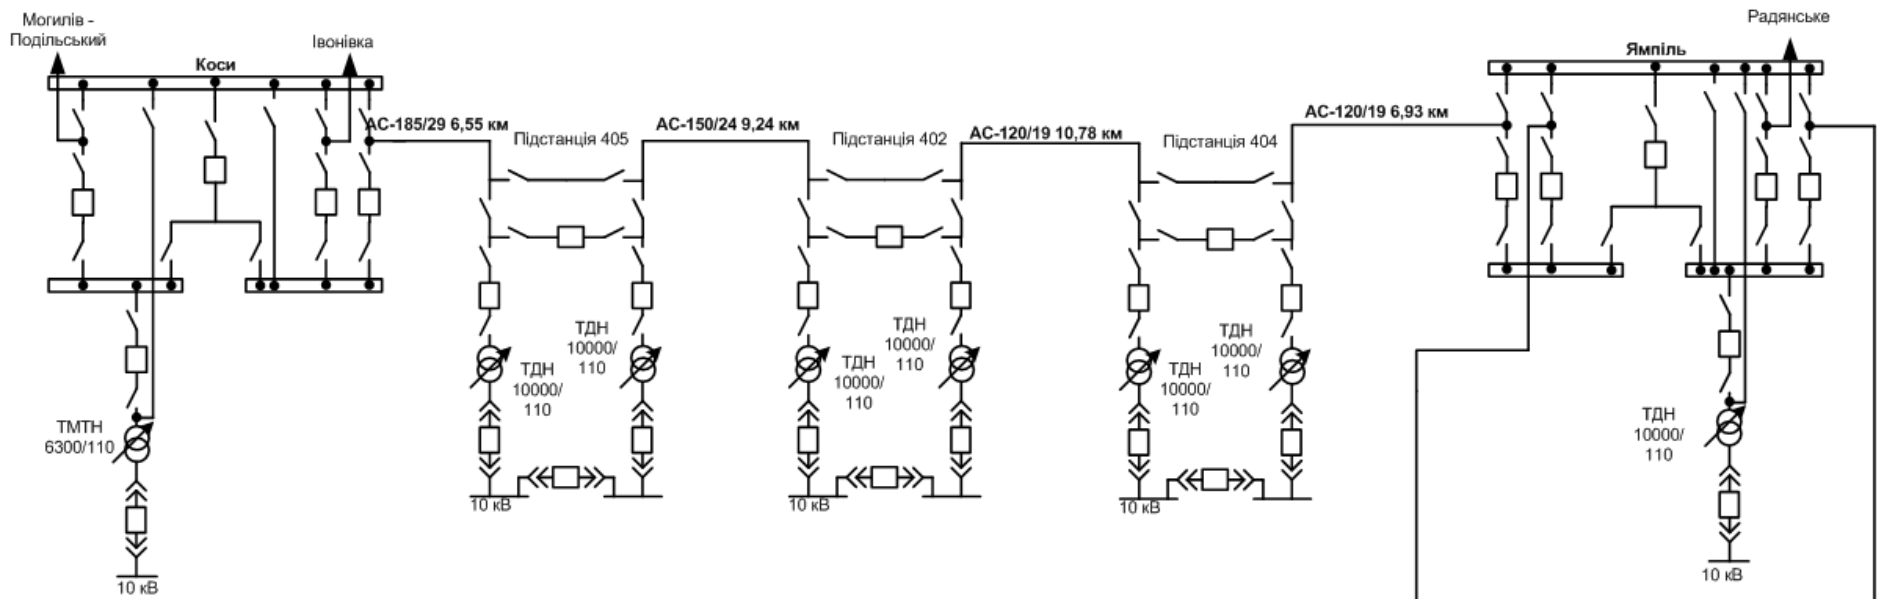 Могилів -
Подільський
Івонівка
Коси
Радянське
Ямпіль
АС-185/29 6,55 км
Підстанція 405
АС-150/24 9,24 км
Підстанція 402
АС-120/19 10,78 км
Підстанція 404
АС-120/19 6,93 км
ТДН
10000/
110
ТДН
10000/
110
ТДН
10000/
110
ТДН
10000/
110
ТДН
10000/
110
ТДН
10000/
110
ТМТН
6300/110
ТДН
10000/
110
10 кВ
10 кВ
10 кВ
10 кВ
10 кВ